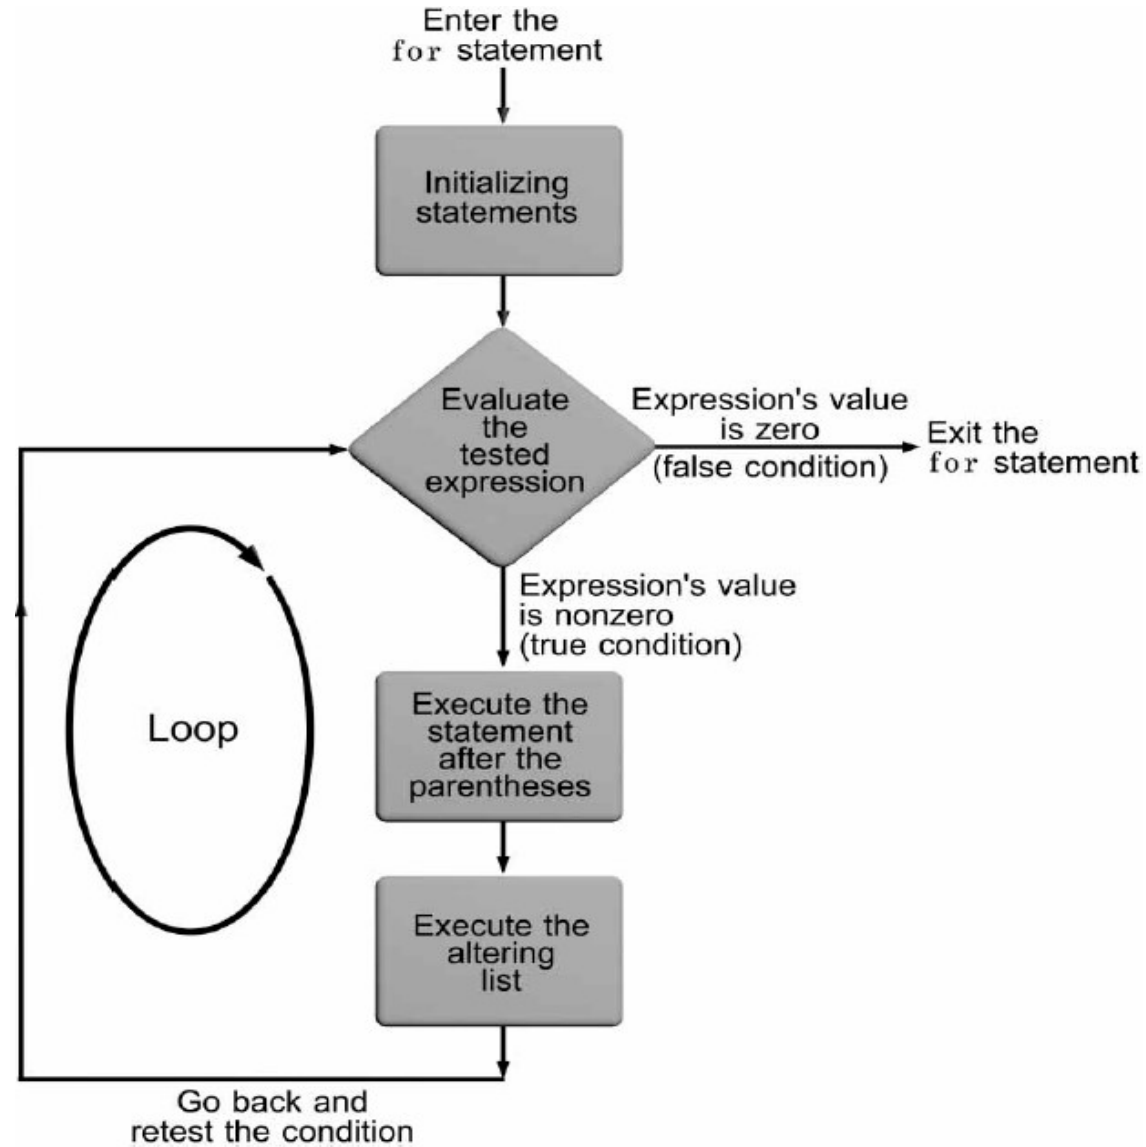 Enter the
for statement
Initializing
statements
Evaluate
the
tested
expression
Expression's value
is zero
(false condition)
Exit the
for statement
Expression's value
is nonzero
(true condition)
Loop
Execute the
statement
after the
parentheses
Execute the
altering
list
Go back and
retest the condition